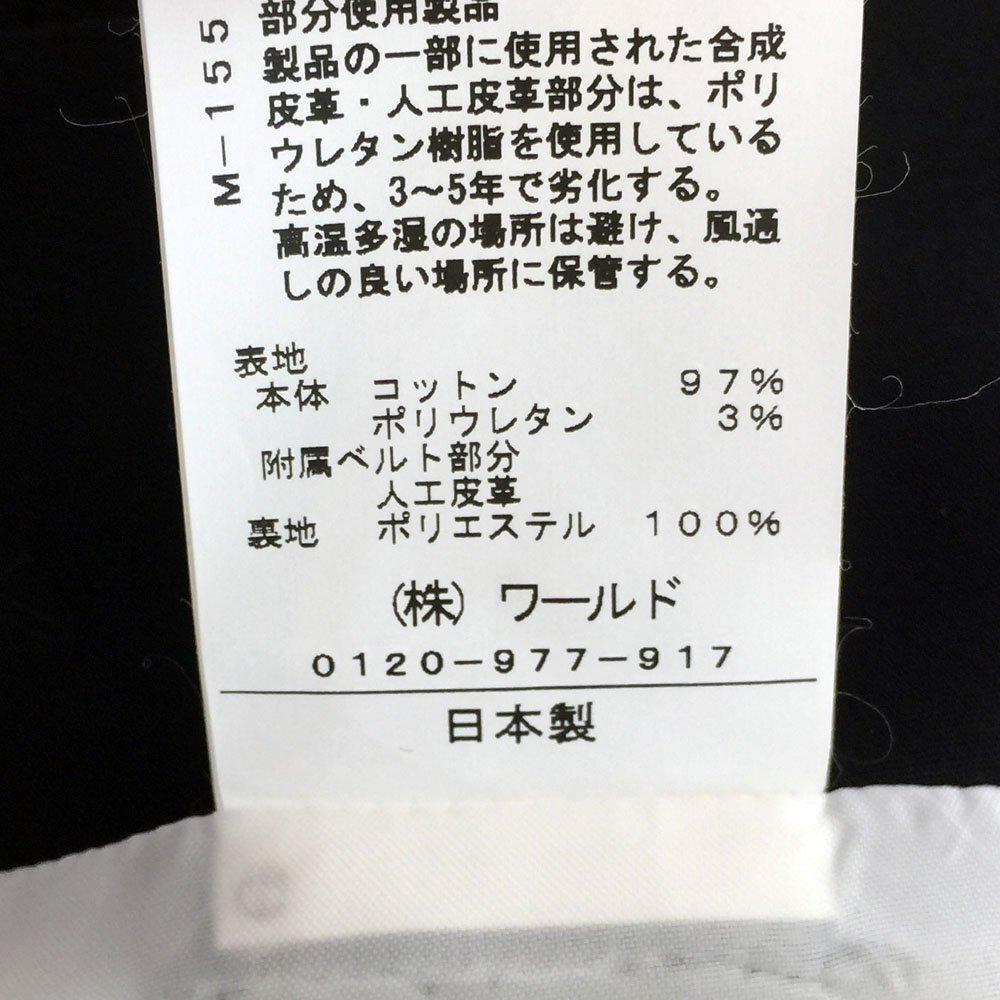 M-155
部分使用製品
製品の一部に使用された合成
皮革・人工皮革部分は、ポリ
ウレタン樹脂を使用している
ため、3~5年で劣化する。
高温多湿の場所は避け、風通
しの良い場所に保管する。
表地
本体 コットン 97%
ポリウレタン 3%
附属ベルト部分
人工皮革
裏地 ポリエステル 100%
(株) ワールド
0120-977-917
日本製